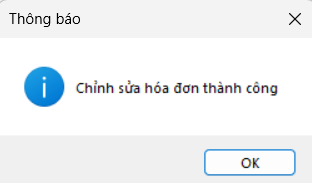 Thông báo
Chỉnh sửa hóa đơn thành công
OK